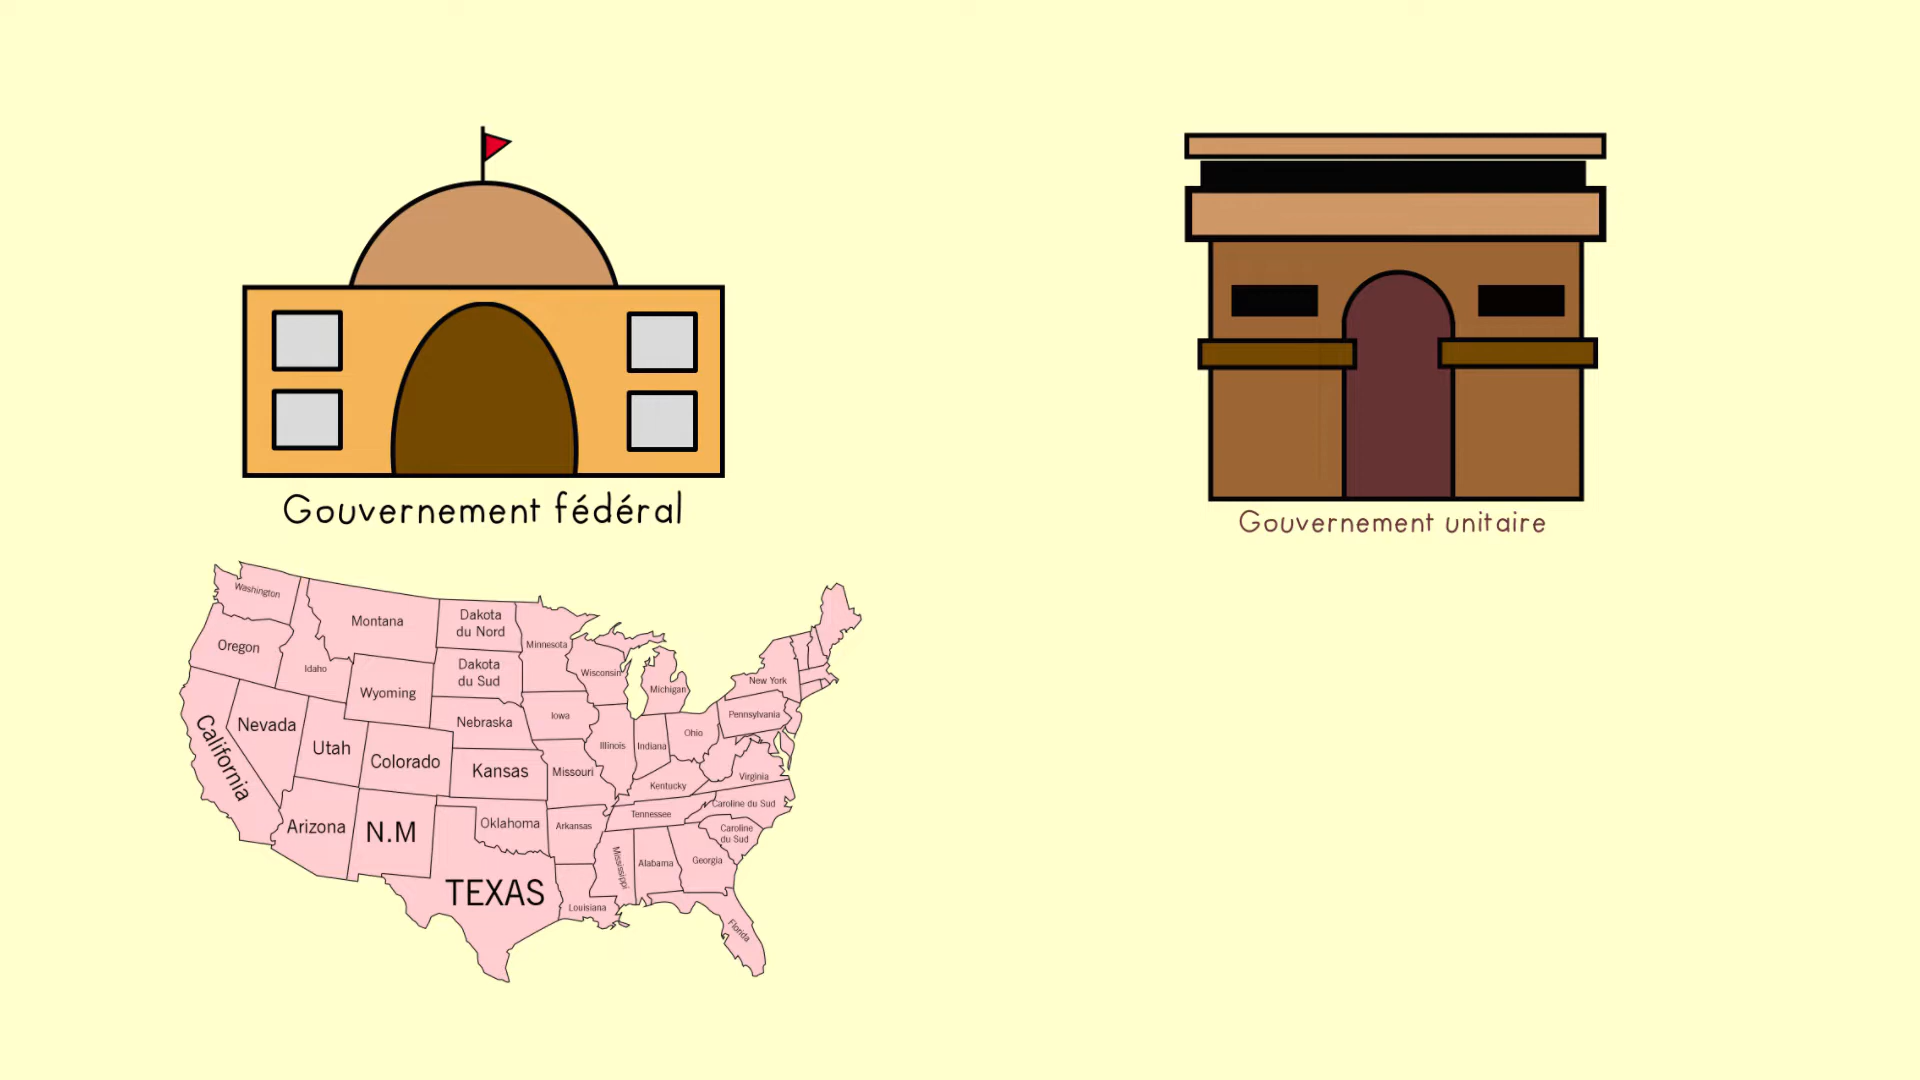 Gouvernement fédéral
Gouvernement unitaire
Washington
Montana
Dakota
du Nord
Minnesota
Oregon
Idaho
Dakota
du Sud
Wisconsin
Michigan
New York
Wyoming
Iowa
Pennsylvania
Nevada
Nebraska
California
Utah
Colorado
Illinois
Indiana
Ohio
Kansas
Missouri
Virginia
Kentucky
Caroline du Sud
Arizona
N.M
Oklahoma
Arkansas
Tennessee
Caroline
du Sud
Mississippi
Alabama
Georgia
TEXAS
Louisiana
Florida